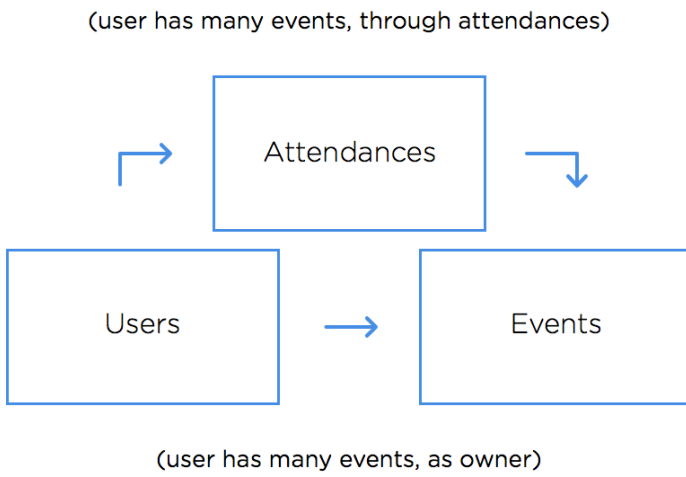 (user has many events, through attendances)
Attendances
Users
Events
(user has many events, as owner)